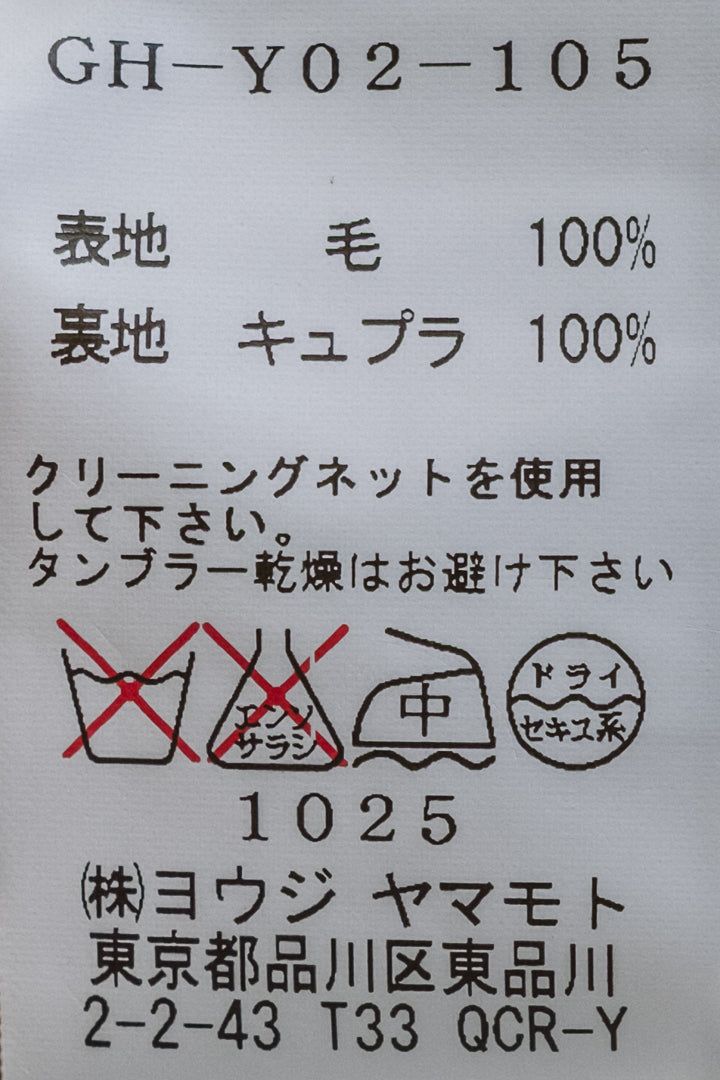 GH-Y02-105
表地 毛 100%
裏地 キュプラ 100%
クリーニングネットを使用
して下さい。
タンブラー乾燥はお避け下さい
エンソ
サラシ
中
ドライ
セキユ系
1025
㈱ヨウジ ヤマモト
東京都品川区東品川
2-2-43 T33 QCR-Y